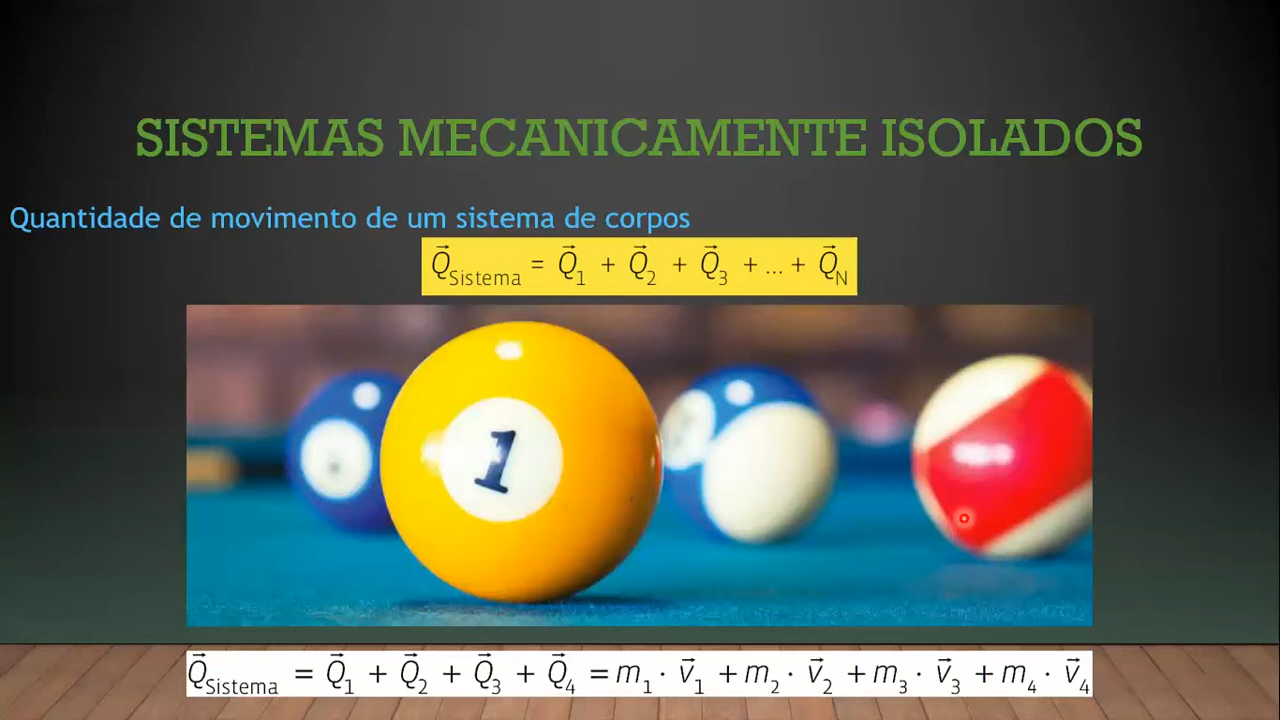 SISTEMAS MECANICAMENTE ISOLADOS
Quantidade de movimento de um sistema de corpos
Q⃗Sistema = Q⃗1 + Q⃗2 + Q⃗3 + ... + Q⃗N
1
Q⃗Sistema = Q⃗1 + Q⃗2 + Q⃗3 + Q⃗4 = m1 · v⃗1 + m2 · v⃗2 + m3 · v⃗3 + m4 · v⃗4